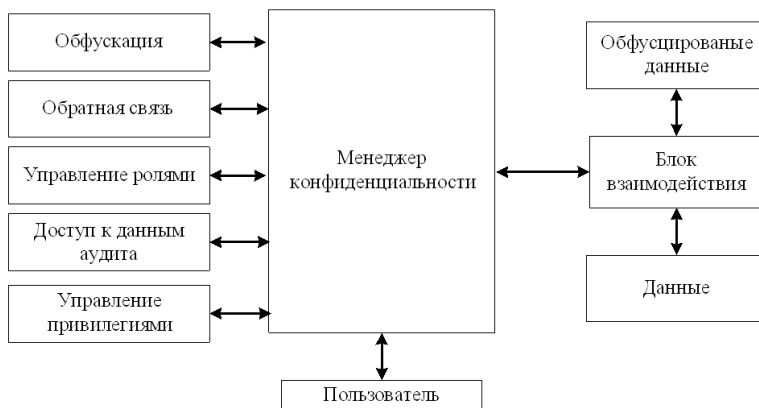 Обфускация
Обратная связь
Управление ролями
Доступ к данным
аудита
Управление
привилегиями
Менеджер
конфиденциальности
Пользователь
Обфусцированые
данные
Блок
взаимодействия
Данные